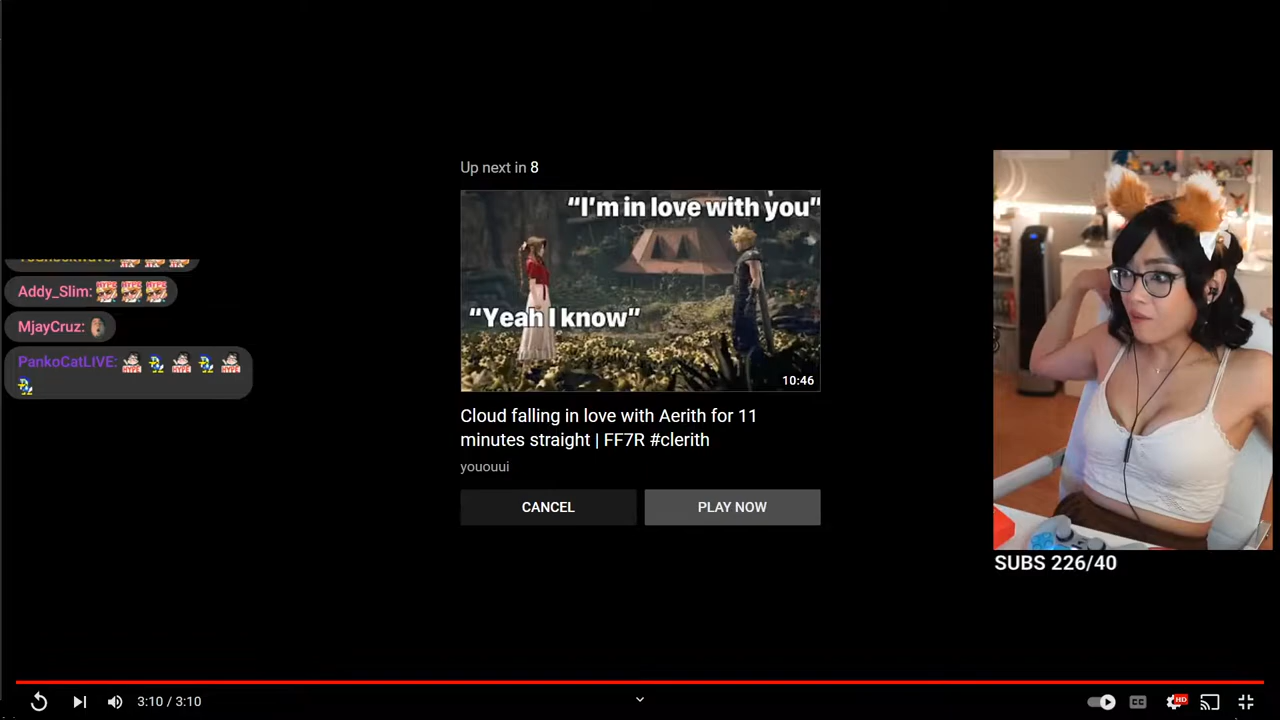 Up next in 8
“I’m in love with you”
“Yeah I know”
10:46
Cloud falling in love with Aerith for 11
minutes straight | FF7R #clerith
yououui
CANCEL
PLAY NOW
Addy_Slim:
MjayCruz:
PankoCatLIVE:
SUBS 226/40
3:10 / 3:10
CC
HD